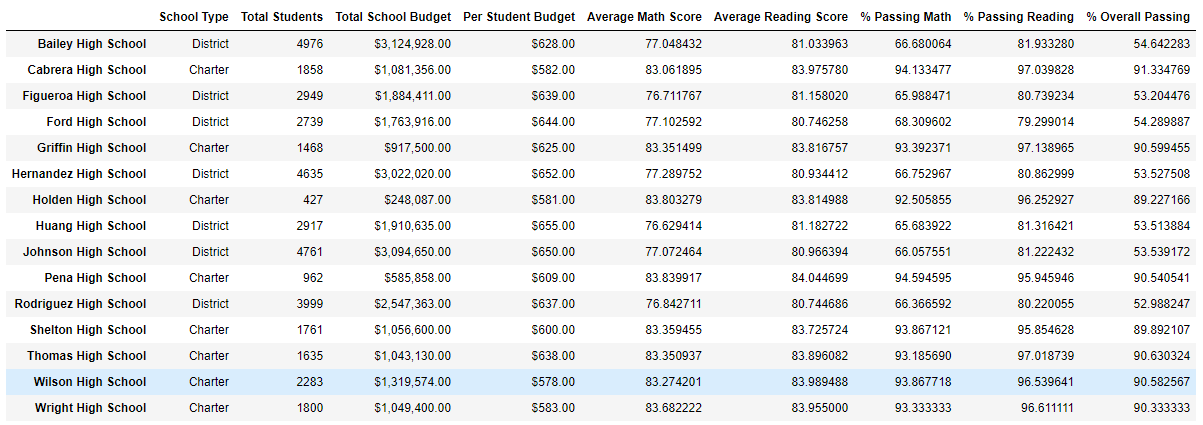 School Type Total Students Total School Budget Per Student Budget Average Math Score Average Reading Score % Passing Math % Passing Reading % Overall Passing
Bailey High School District 4976 $3,124,928.00 $628.00 77.048432 81.033963 66.680064 81.933280 54.642283
Cabrera High School Charter 1858 $1,081,356.00 $582.00 83.061895 83.975780 94.133477 97.039828 91.334769
Figueroa High School District 2949 $1,884,411.00 $639.00 76.711767 81.158020 65.988471 80.739234 53.204476
Ford High School District 2739 $1,763,916.00 $644.00 77.102592 80.746258 68.309602 79.299014 54.289887
Griffin High School Charter 1468 $917,500.00 $625.00 83.351499 83.816757 93.392371 97.138965 90.599455
Hernandez High School District 4635 $3,022,020.00 $652.00 77.289752 80.934412 66.752967 80.862999 53.527508
Holden High School Charter 427 $248,087.00 $581.00 83.803279 83.814988 92.505855 96.252927 89.227166
Huang High School District 2917 $1,910,635.00 $655.00 76.629414 81.182722 65.683922 81.316421 53.513884
Johnson High School District 4761 $3,094,650.00 $650.00 77.072464 80.966394 66.057551 81.222432 53.539172
Pena High School Charter 962 $585,858.00 $609.00 83.839917 84.044699 94.594595 95.945946 90.540541
Rodriguez High School District 3999 $2,547,363.00 $637.00 76.842711 80.744686 66.366592 80.220055 52.988247
Shelton High School Charter 1761 $1,056,600.00 $600.00 83.359455 83.725724 93.867121 95.854628 89.892107
Thomas High School Charter 1635 $1,043,130.00 $638.00 83.350937 83.896082 93.185690 97.018739 90.630324
Wilson High School Charter 2283 $1,319,574.00 $578.00 83.274201 83.989488 93.867718 96.539641 90.582567
Wright High School Charter 1800 $1,049,400.00 $583.00 83.682222 83.955000 93.333333 96.611111 90.333333